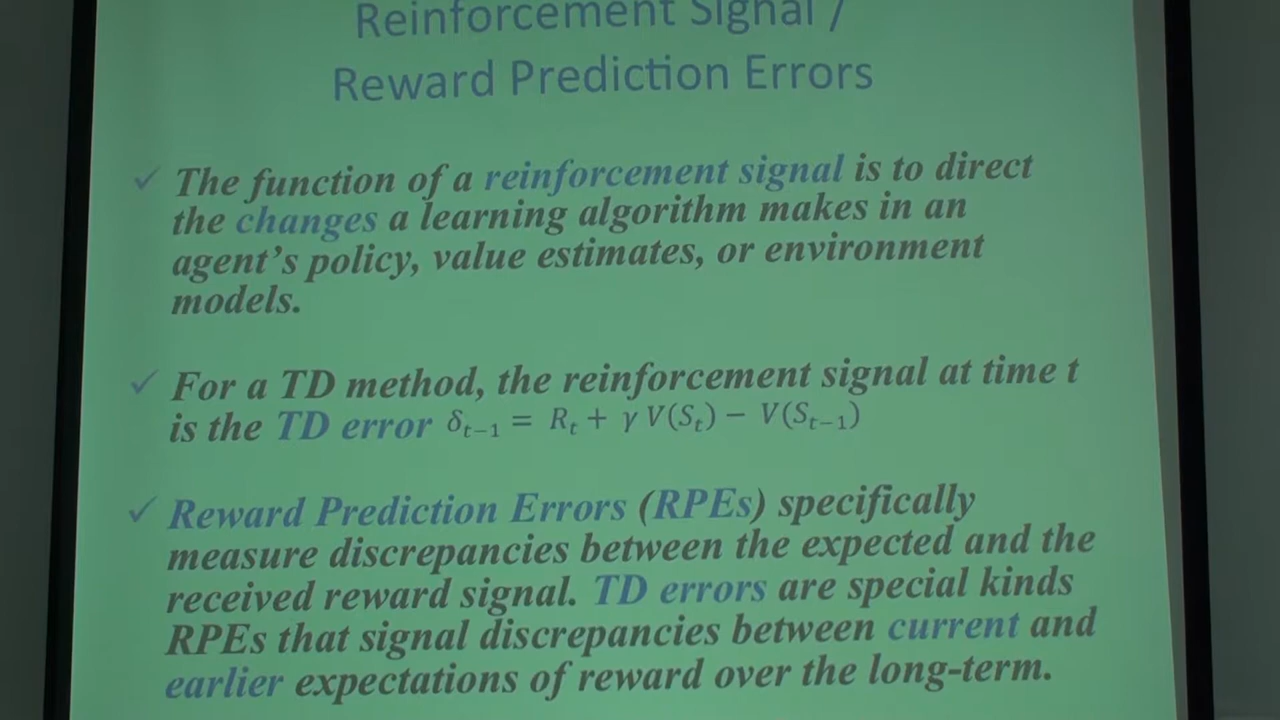 Reinforcement Signal /
Reward Prediction Errors
✓ The function of a reinforcement signal is to direct
the changes a learning algorithm makes in an
agent's policy, value estimates, or environment
models.
✓ For a TD method, the reinforcement signal at time t
is the TD error δₜ₋₁ = Rₜ + γ V(Sₜ) − V(Sₜ₋₁)
✓ Reward Prediction Errors (RPEs) specifically
measure discrepancies between the expected and the
received reward signal. TD errors are special kinds
RPEs that signal discrepancies between current and
earlier expectations of reward over the long-term.